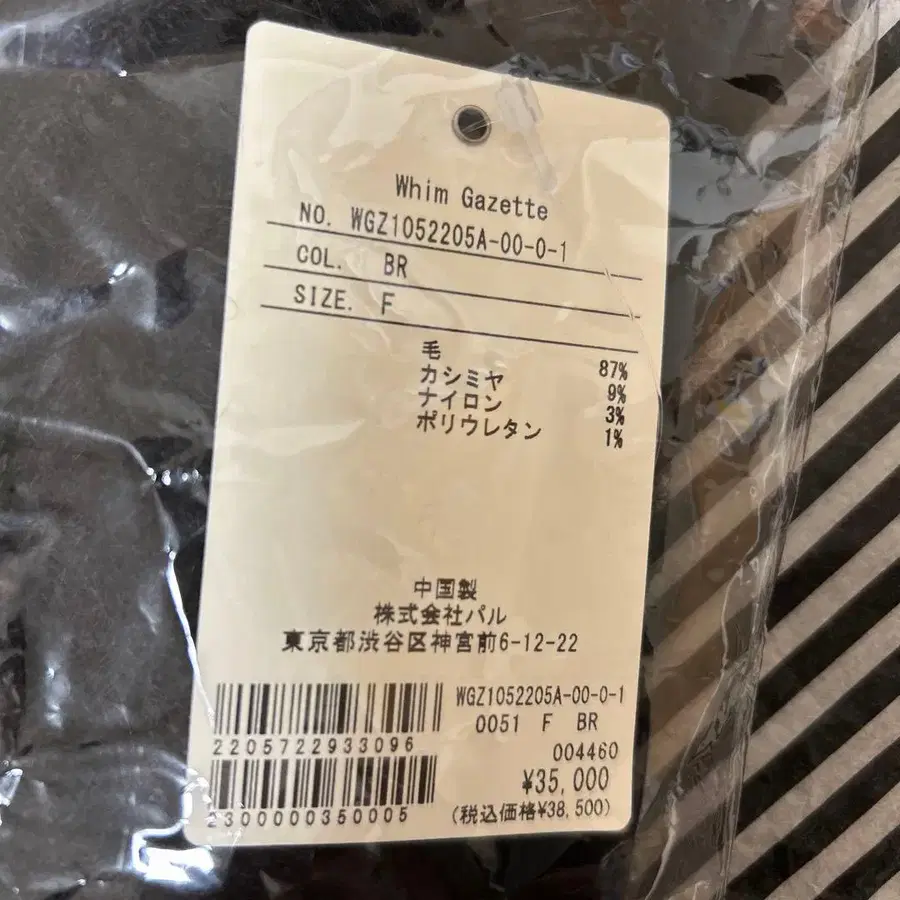 Whim Gazette
NO. WGZ1052205A-00-0-1
COL. BR
SIZE. F
毛 87%
カシミヤ 9%
ナイロン 3%
ポリウレタン 1%
中国製
株式会社パル
東京都渋谷区神宮前6-12-22
WGZ1052205A-00-0-1
0051 F BR
2205722933096
004460
¥35,000
2300000350005
(税込価格¥38,500)